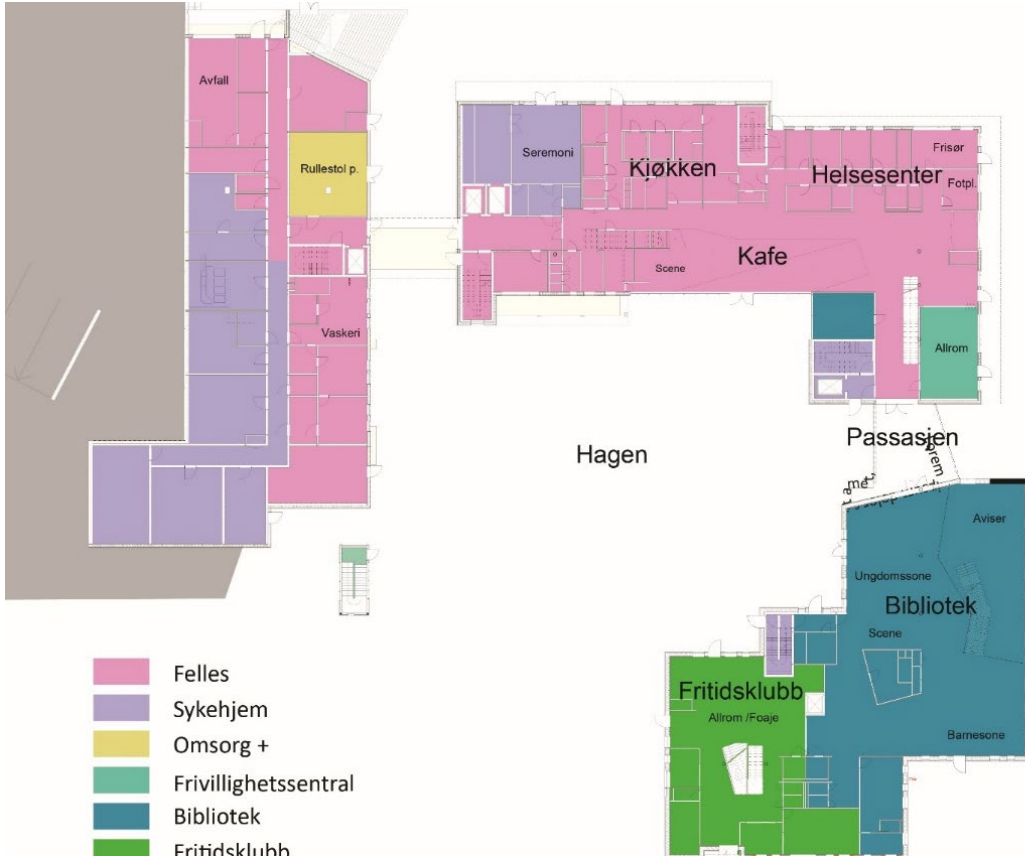 Avfall
Rullestol p.
Vaskeri
Seremoni
Kjøkken
Helsesenter
Frisør
Fotpl.
Kafe
Scene
Allrom
Hagen
Passasjen
Aviser
Ungdomssone
Bibliotek
Scene
Barnesone
Fritidsklubb
Allrom /Foaje
Felles
Sykehjem
Omsorg +
Frivillighetssentral
Bibliotek
Fritidsklubb